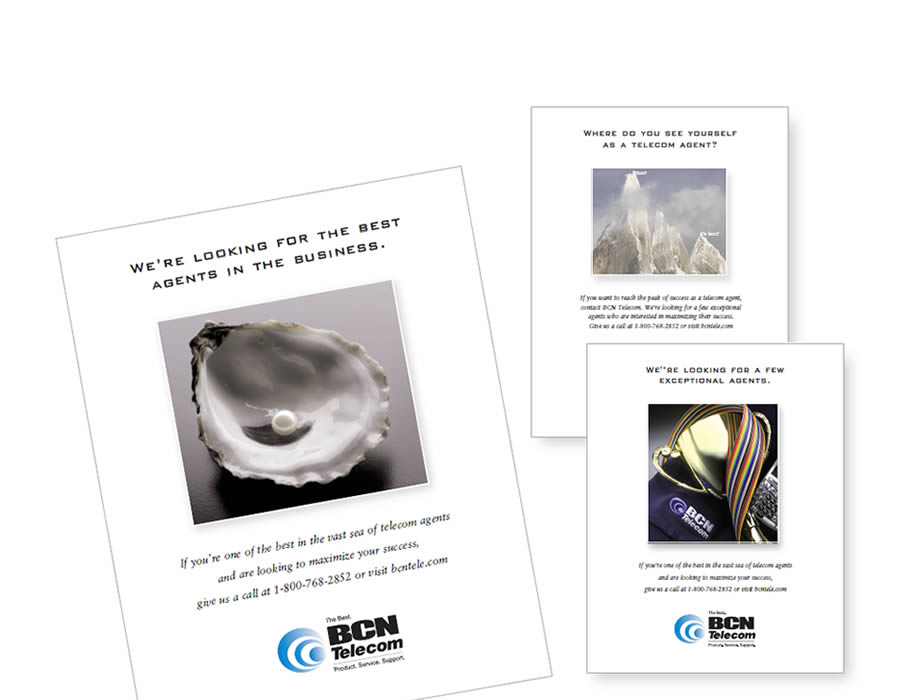 WE'RE LOOKING FOR THE BEST
AGENTS IN THE BUSINESS.
If you're one of the best in the vast sea of telecom agents
and are looking to maximize your success,
give us a call at 1-800-768-2852 or visit bcntele.com
The Best.
BCN
Telecom
Product. Service. Support.
WHERE DO YOU SEE YOURSELF
AS A TELECOM AGENT?
If you want to reach the peak of success as a telecom agent,
contact BCN Telecom. We're looking for a few exceptional
agents who are interested in maximizing their success.
Give us a call at 1-800-768-2852 or visit bcntele.com
WE''RE LOOKING FOR A FEW
EXCEPTIONAL AGENTS.
BCN
Telecom
If you're one of the best in the vast sea of telecom agents
and are looking to maximize your success,
give us a call at 1-800-768-2852 or visit bcntele.com
The Best.
BCN
Telecom
Product. Service. Support.